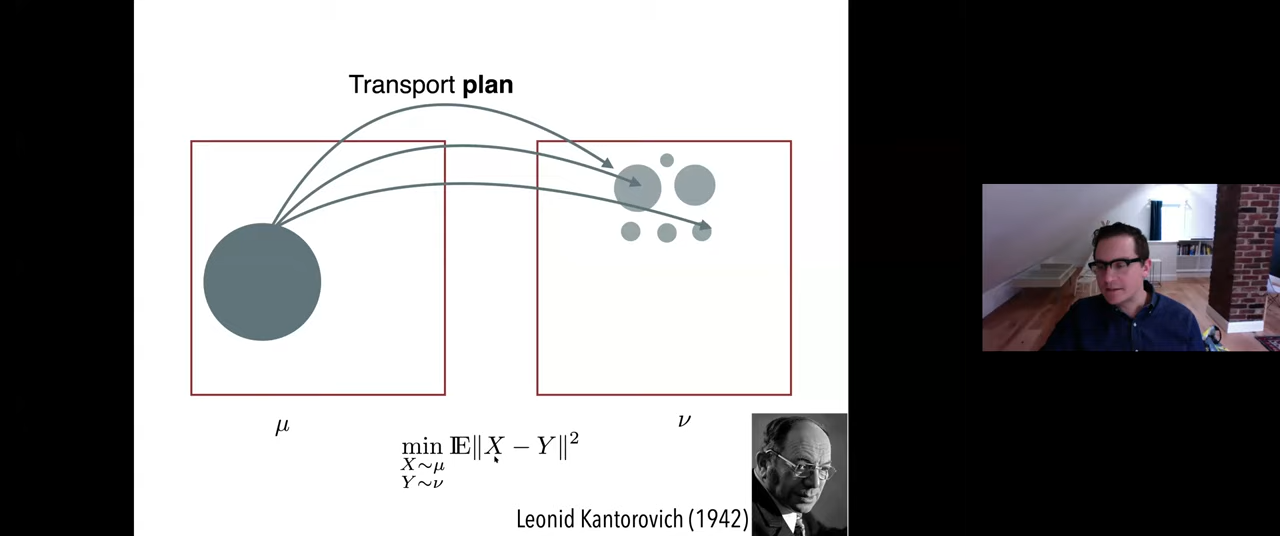 Transport plan
μ
ν
min 𝔼‖X − Y‖²
X∼μ
Y∼ν
Leonid Kantorovich (1942)